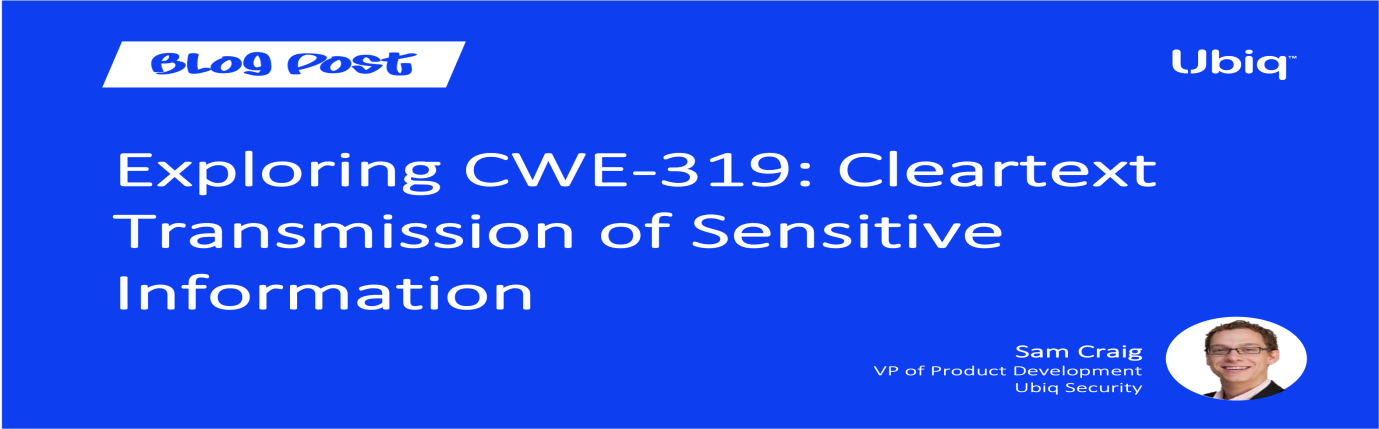 Blog Post
Ubiq™
Exploring CWE-319: Cleartext
Transmission of Sensitive
Information
Sam Craig
VP of Product Development
Ubiq Security